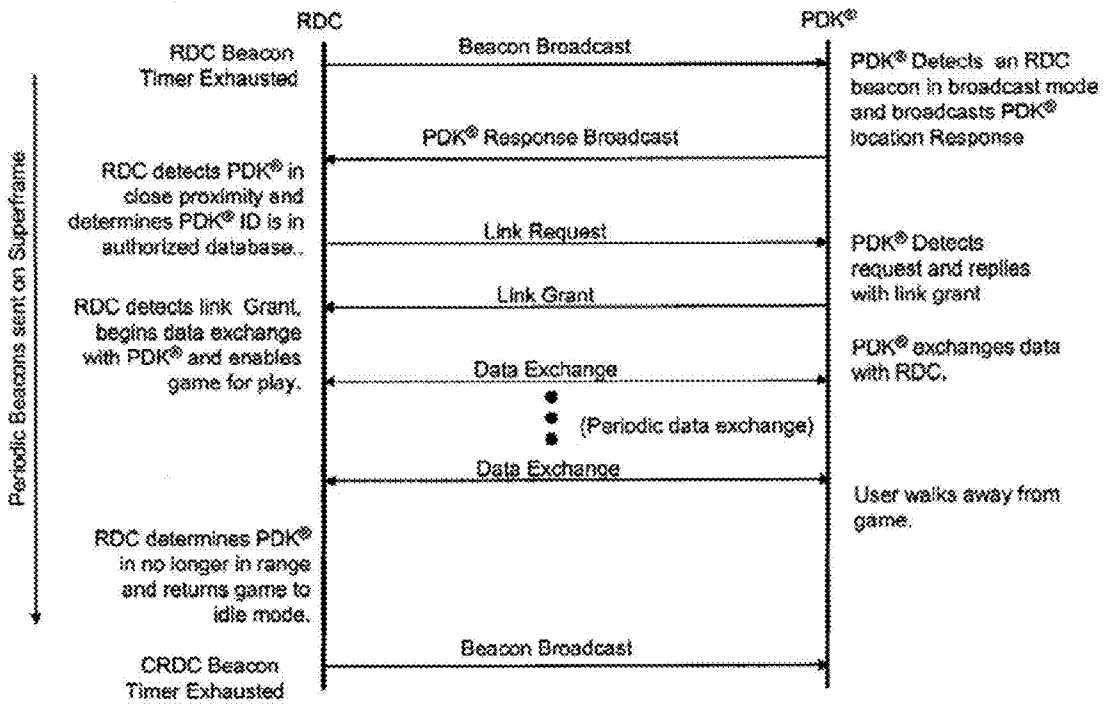 RDC
PDK®
RDC Beacon
Timer Exhausted
Beacon Broadcast
PDK® Detects an RDC
beacon in broadcast mode
and broadcasts PDK®
location Response
PDK® Response Broadcast
RDC detects PDK® in
close proximity and
determines PDK® ID is in
authorized database..
Link Request
PDK® Detects
request and replies
with link grant
Link Grant
RDC detects link Grant,
begins data exchange
with PDK® and enables
game for play.
PDK® exchanges data
with RDC.
Data Exchange
(Periodic data exchange)
Data Exchange
User walks away from
game.
RDC determines PDK®
in no longer in range
and returns game to
idle mode.
Beacon Broadcast
CRDC Beacon
Timer Exhausted
Periodic Beacons sent on Superframe